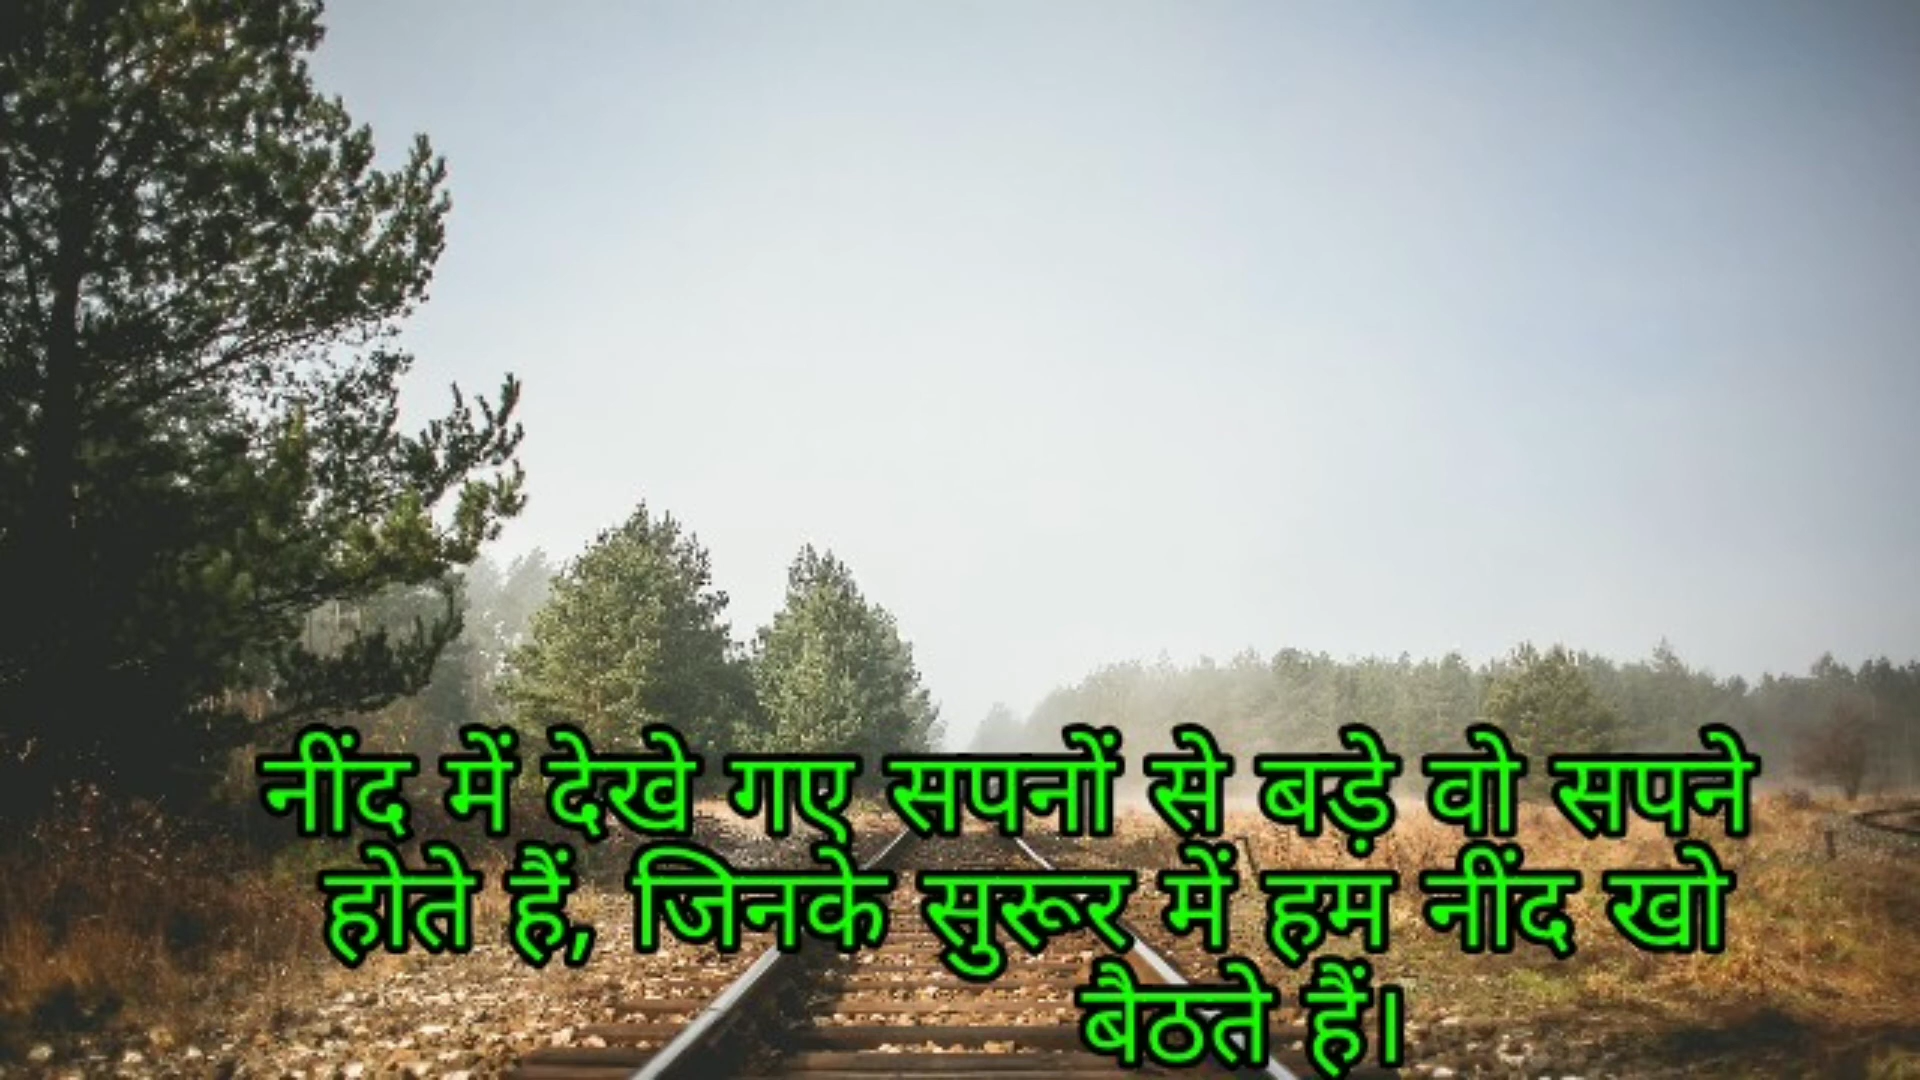 नींद में देखे गए सपनों से बड़े वो सपने
होते हैं, जिनके सुरूर में हम नींद खो
बैठते हैं।